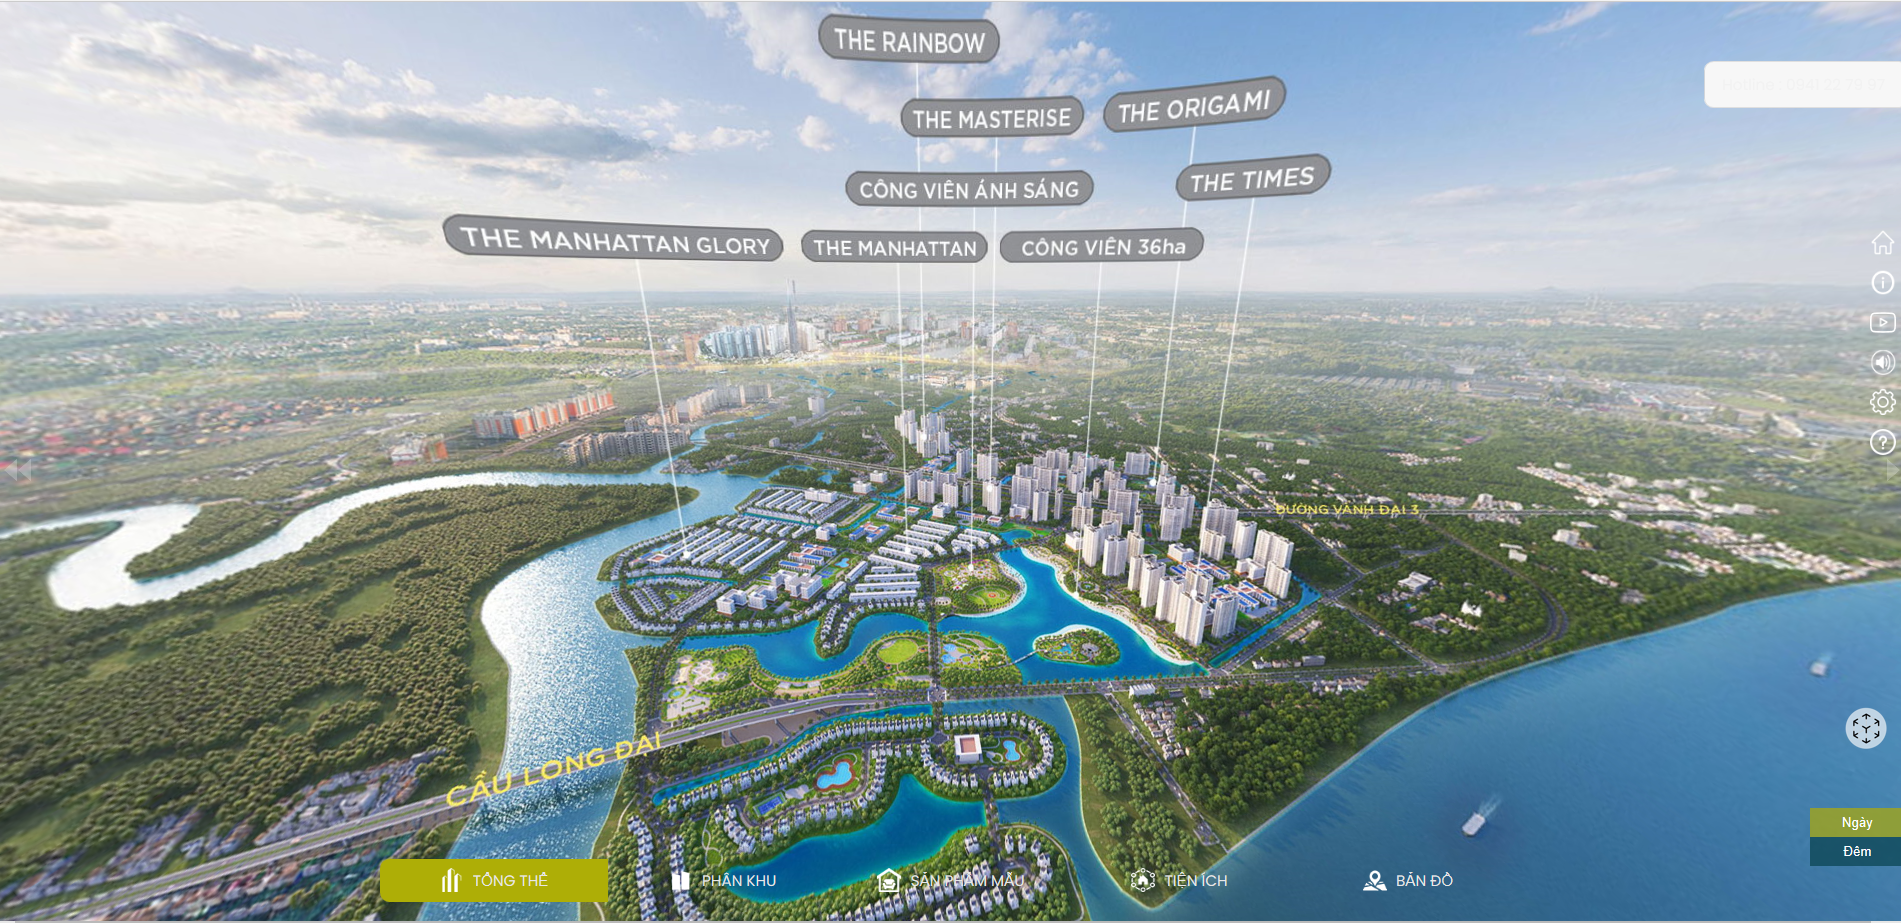 THE RAINBOW
THE MASTERISE
THE ORIGAMI
CÔNG VIÊN ÁNH SÁNG
THE TIMES
THE MANHATTAN GLORY
THE MANHATTAN
CÔNG VIÊN 36ha
ĐƯỜNG VÀNH ĐAI 3
CẦU LONG ĐẠI
Ngày
Đêm
TỔNG THỂ
PHÂN KHU
SẢN PHẨM MẪU
TIỆN ÍCH
BẢN ĐỒ